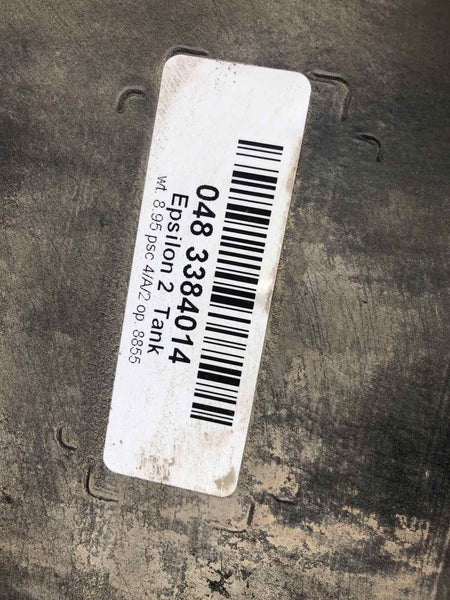 048 3384014
Epsilon 2 Tank
wt. 8.95 psc 4/A/2 op. 8855